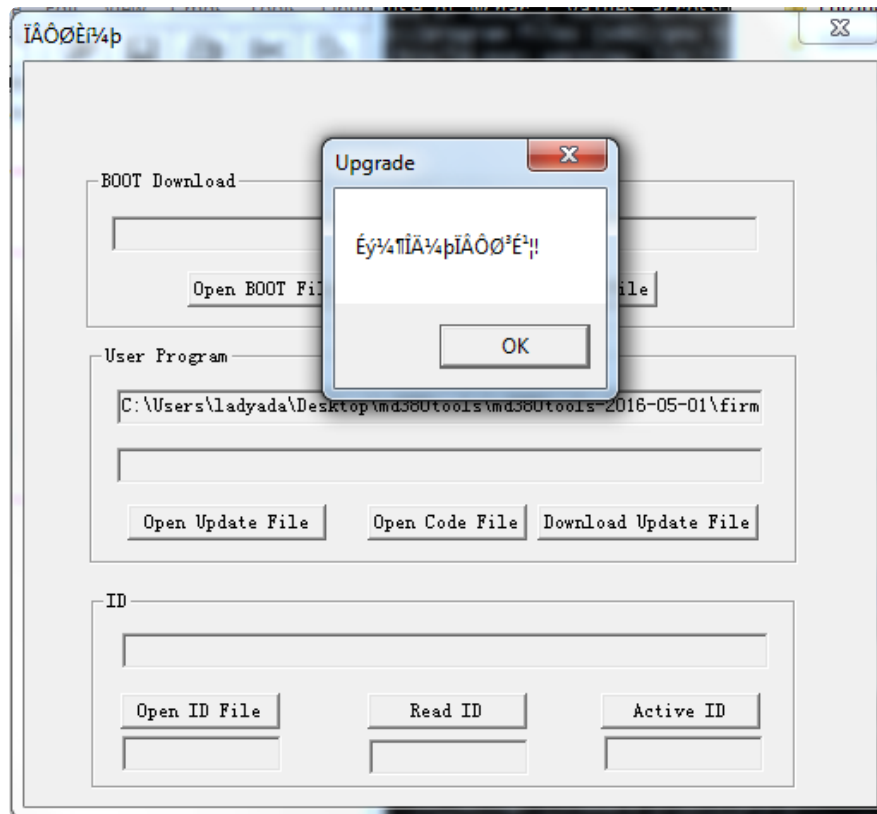 ÏÂÔØÈí¼þ
Upgrade
Éý¼¶ÎÄ¼þÏÂÔØ³É¹¦!
OK
BOOT Download
Open BOOT Fil
ile
User Program
C:\Users\ladyada\Desktop\md380tools\md380tools-2016-05-01\firm
Open Update File
Open Code File
Download Update File
ID
Open ID File
Read ID
Active ID